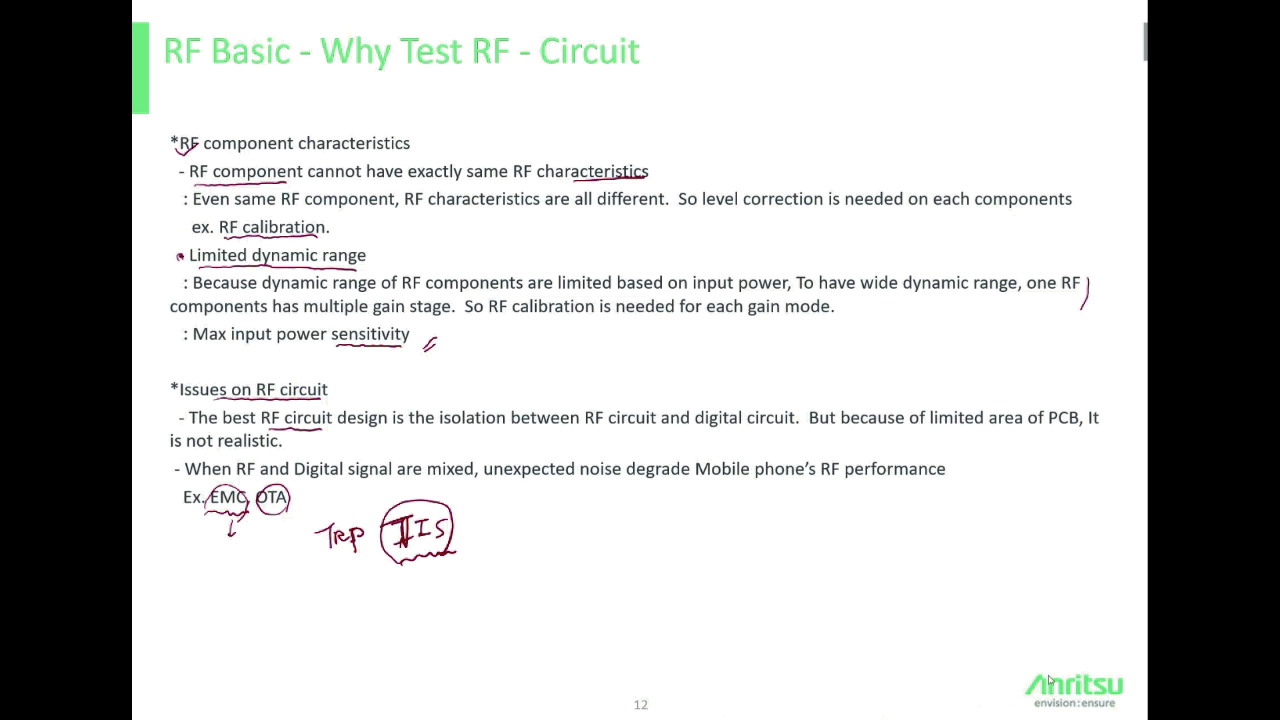 RF Basic - Why Test RF - Circuit
*RF component characteristics
- RF component cannot have exactly same RF characteristics
: Even same RF component, RF characteristics are all different. So level correction is needed on each components
ex. RF calibration.
Limited dynamic range
: Because dynamic range of RF components are limited based on input power, To have wide dynamic range, one RF
components has multiple gain stage. So RF calibration is needed for each gain mode.
: Max input power sensitivity
*Issues on RF circuit
- The best RF circuit design is the isolation between RF circuit and digital circuit. But because of limited area of PCB, It
is not realistic.
- When RF and Digital signal are mixed, unexpected noise degrade Mobile phone's RF performance
Ex. EMC, OTA
TRP TIS
12
Anritsu
envision:ensure